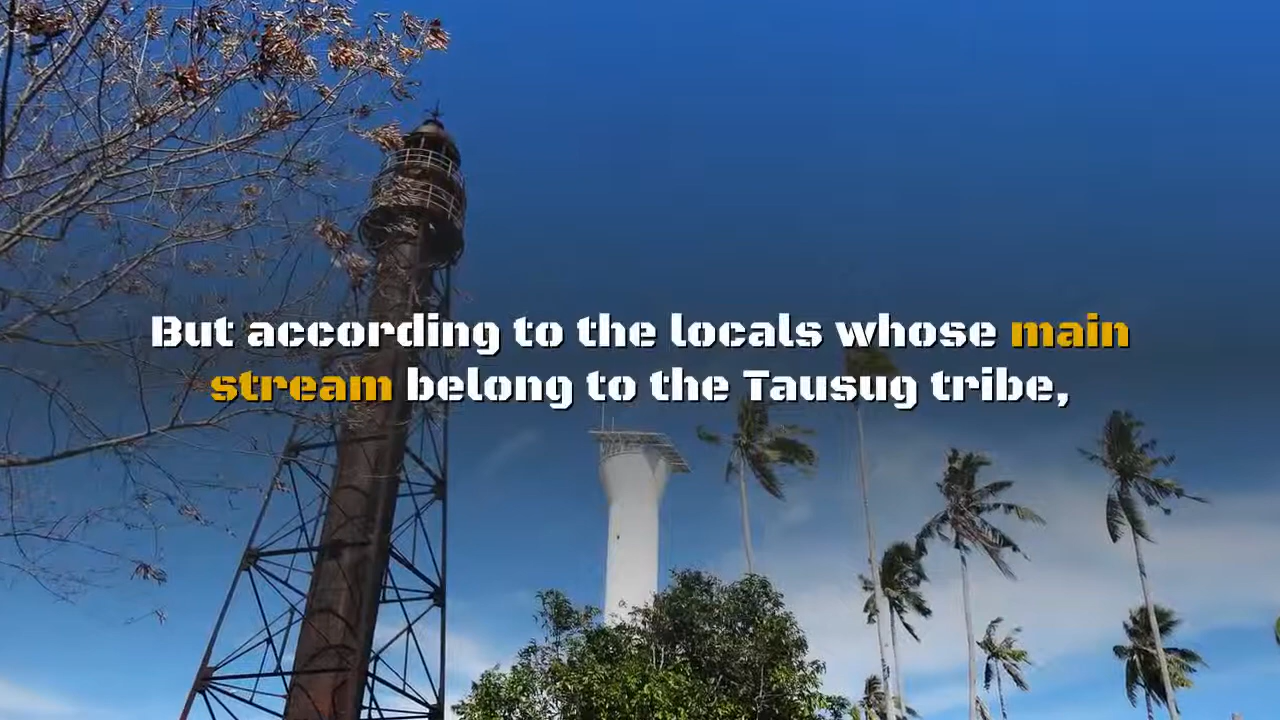 But according to the locals whose main
stream belong to the Tausug tribe,